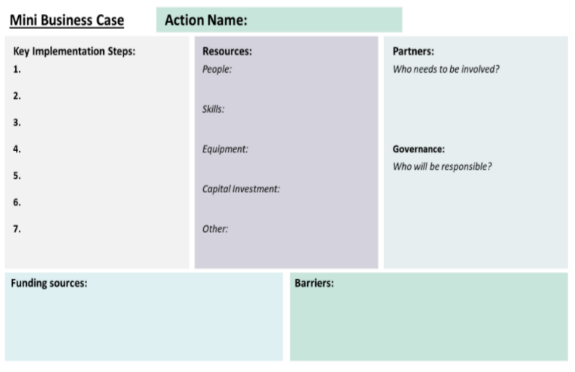 Mini Business Case
Action Name:
Key Implementation Steps:
1.
2.
3.
4.
5.
6.
7.
Resources:
People:
Skills:
Equipment:
Capital Investment:
Other:
Partners:
Who needs to be involved?
Governance:
Who will be responsible?
Funding sources:
Barriers: